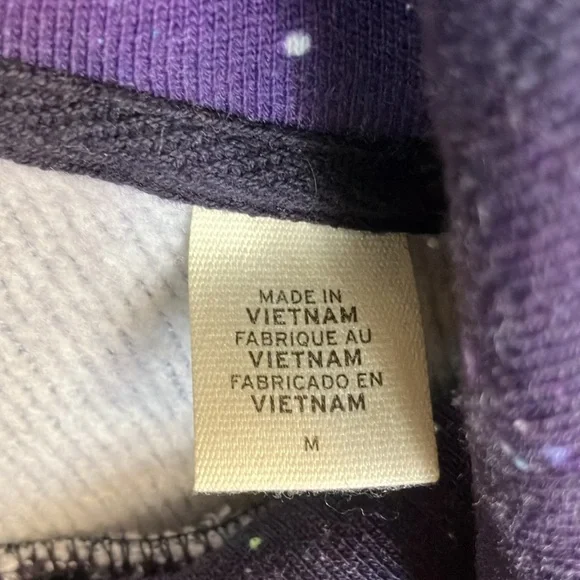 MADE IN
VIETNAM
FABRIQUE AU
VIETNAM
FABRICADO EN
VIETNAM
M